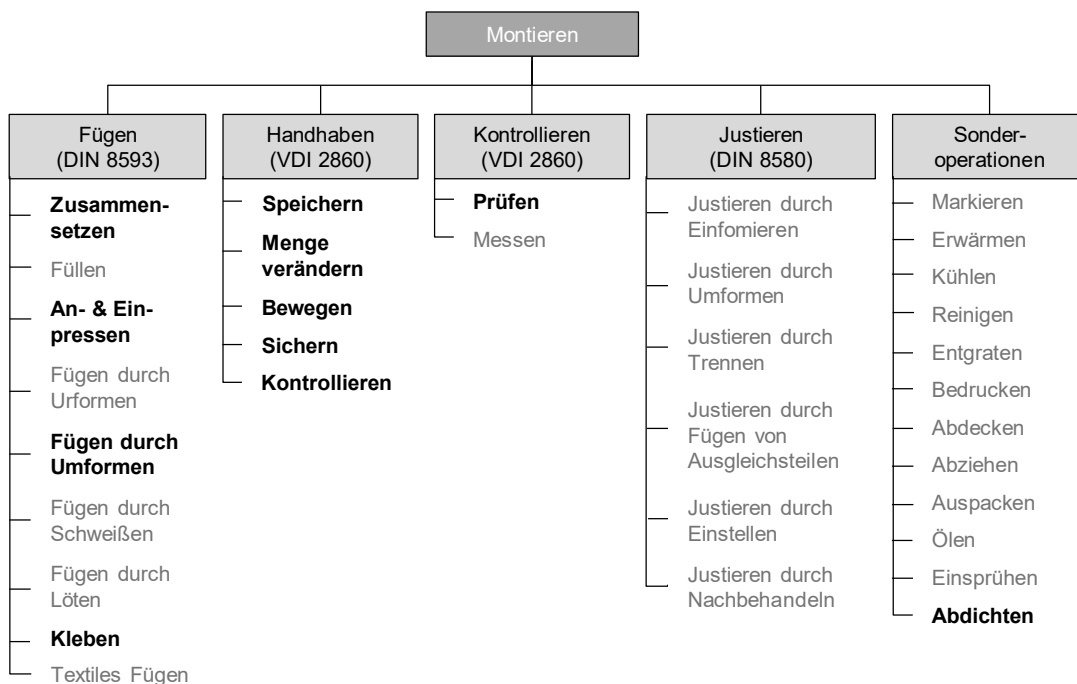 Montieren
Fügen
(DIN 8593)
Zusammen-
setzen
Füllen
An- & Ein-
pressen
Fügen durch
Urformen
Fügen durch
Umformen
Fügen durch
Schweißen
Fügen durch
Löten
Kleben
Textiles Fügen
Handhaben
(VDI 2860)
Speichern
Menge
verändern
Bewegen
Sichern
Kontrollieren
Kontrollieren
(VDI 2860)
Prüfen
Messen
Justieren
(DIN 8580)
Justieren durch
Einfomieren
Justieren durch
Umformen
Justieren durch
Trennen
Justieren durch
Fügen von
Ausgleichsteilen
Justieren durch
Einstellen
Justieren durch
Nachbehandeln
Sonder-
operationen
Markieren
Erwärmen
Kühlen
Reinigen
Entgraten
Bedrucken
Abdecken
Abziehen
Auspacken
Ölen
Einsprühen
Abdichten